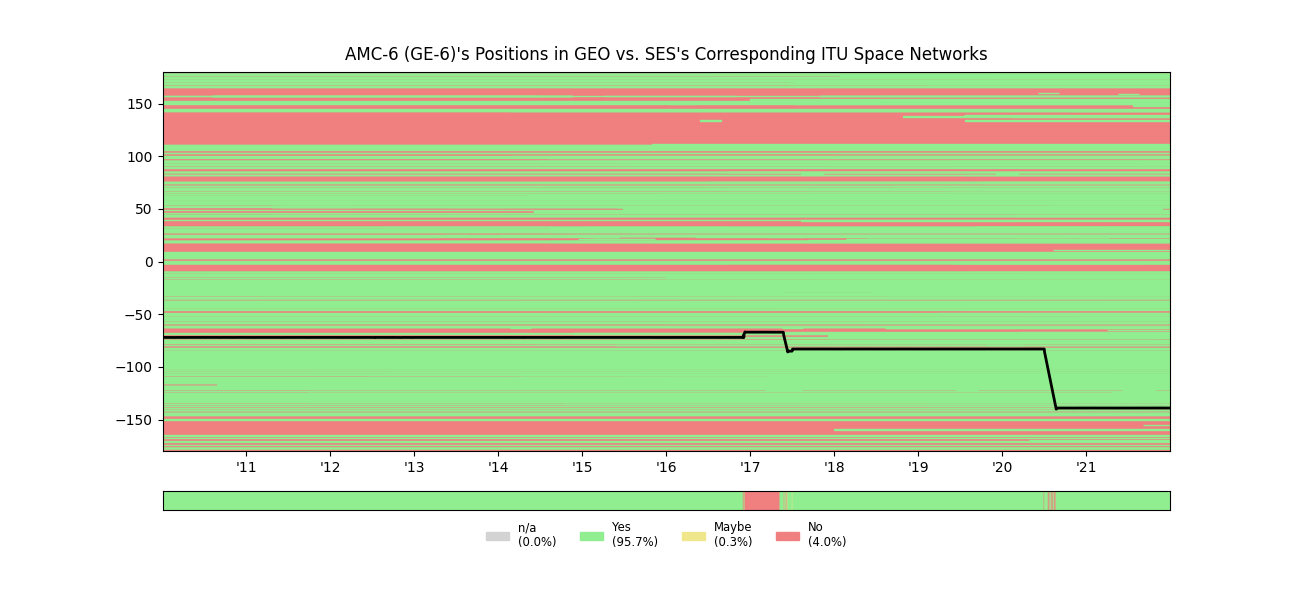 AMC-6 (GE-6)'s Positions in GEO vs. SES's Corresponding ITU Space Networks
150
100
50
0
−50
−100
−150
'11 '12 '13 '14 '15 '16 '17 '18 '19 '20 '21
n/a Yes Maybe No
(0.0%) (95.7%) (0.3%) (4.0%)